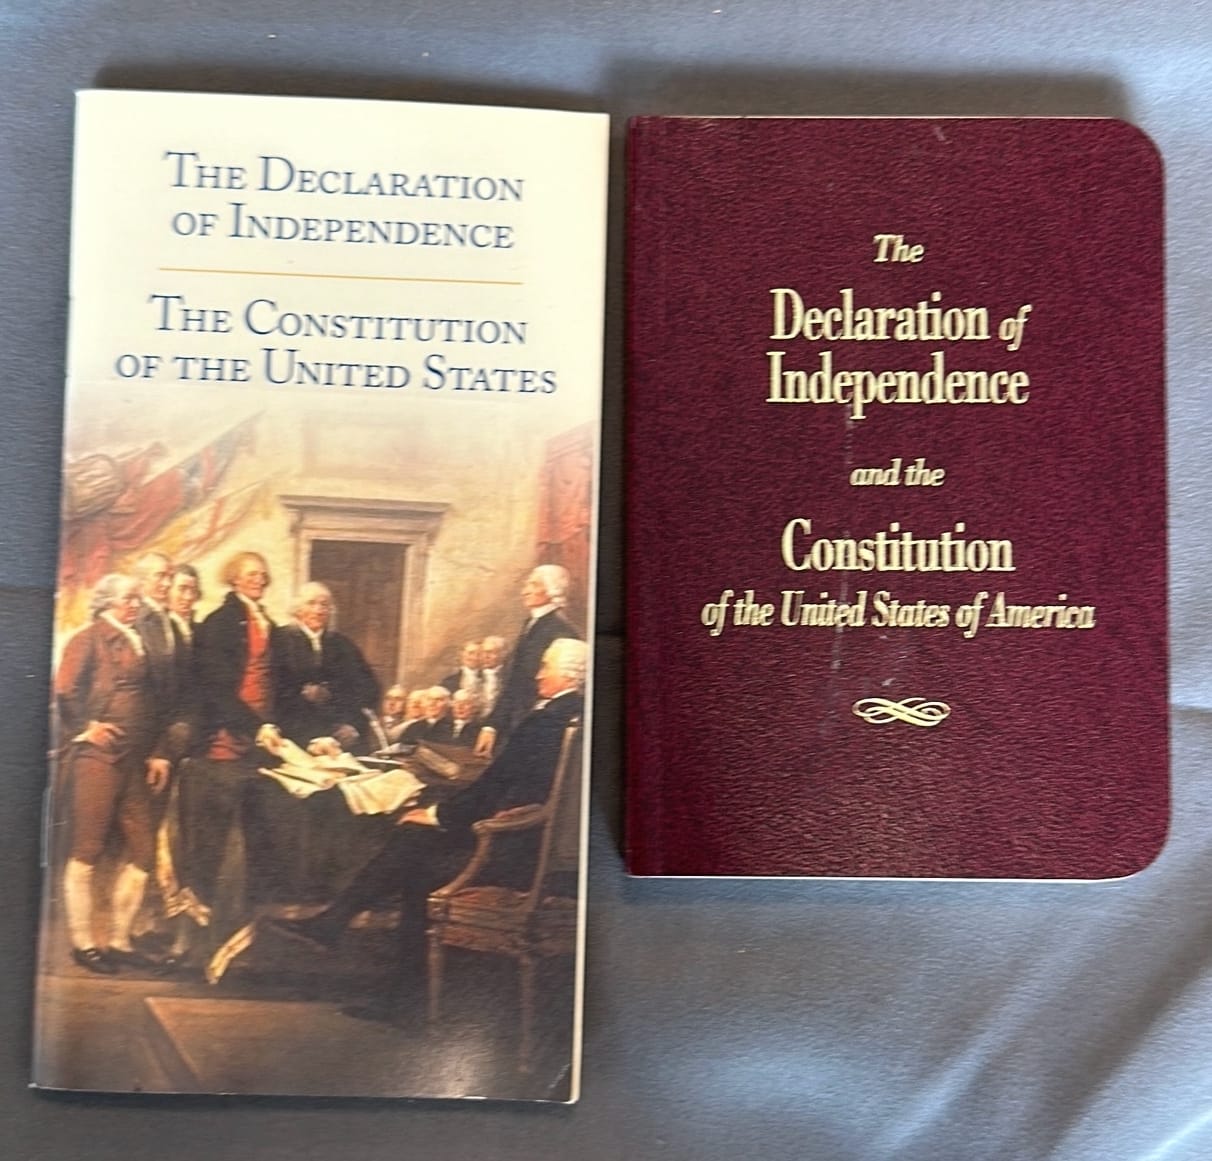 The Declaration
of Independence
The Constitution
of the United States
The
Declaration of
Independence
and the
Constitution
of the United States of America